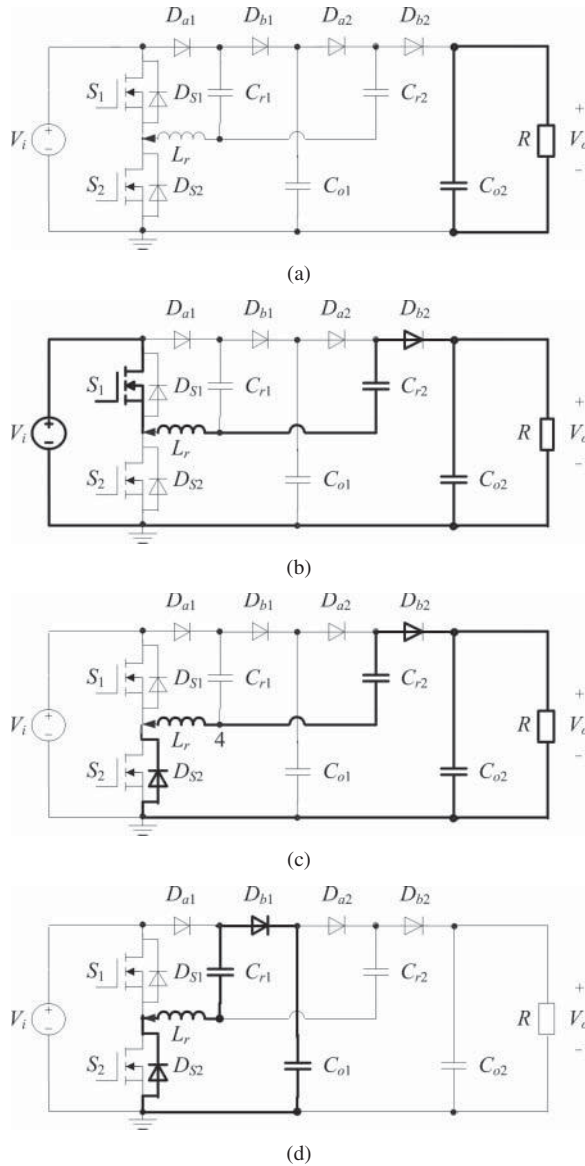 Da1 Db1 Da2 Db2
S1 DS1 Cr1 Cr2
Vi + − Lr R + Vo −
S2 DS2 Co1 Co2
(a)
Da1 Db1 Da2 Db2
S1 DS1 Cr1 Cr2
Vi + − Lr R + Vo −
S2 DS2 Co1 Co2
(b)
Da1 Db1 Da2 Db2
S1 DS1 Cr1 Cr2
Vi + − Lr 4 R + Vo −
S2 DS2 Co1 Co2
(c)
Da1 Db1 Da2 Db2
S1 DS1 Cr1 Cr2
Vi + − Lr R + Vo −
S2 DS2 Co1 Co2
(d)